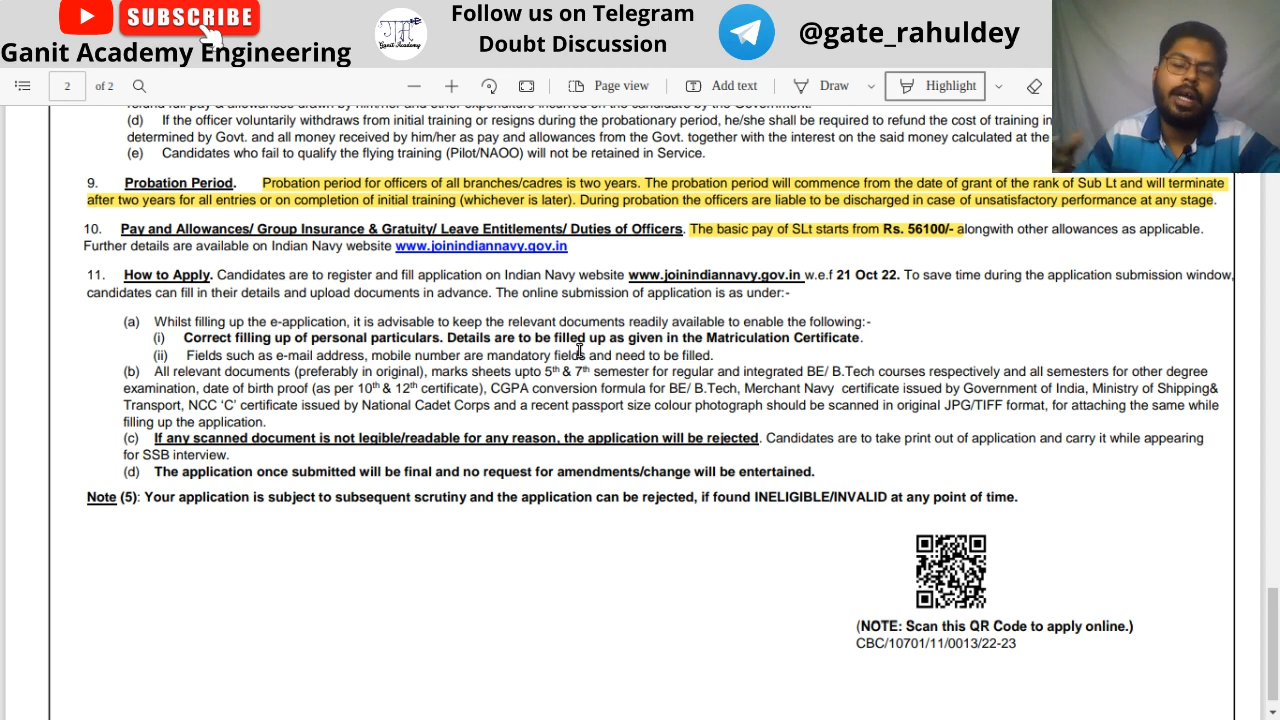 SUBSCRIBE
Ganit Academy Engineering
Ganit Academy
Follow us on Telegram
Doubt Discussion
@gate_rahuldey
2 of 2
Page view
Add text
Draw
Highlight
refund full pay & allowances drawn by him/her and other expenditure incurred on the candidate by the Government.
(d) If the officer voluntarily withdraws from initial training or resigns during the probationary period, he/she shall be required to refund the cost of training in
determined by Govt. and all money received by him/her as pay and allowances from the Govt. together with the interest on the said money calculated at the
(e) Candidates who fail to qualify the flying training (Pilot/NAOO) will not be retained in Service.
9. Probation Period. Probation period for officers of all branches/cadres is two years. The probation period will commence from the date of grant of the rank of Sub Lt and will terminate
after two years for all entries or on completion of initial training (whichever is later). During probation the officers are liable to be discharged in case of unsatisfactory performance at any stage.
10. Pay and Allowances/ Group Insurance & Gratuity/ Leave Entitlements/ Duties of Officers. The basic pay of SLt starts from Rs. 56100/- alongwith other allowances as applicable.
Further details are available on Indian Navy website www.joinindiannavy.gov.in
11. How to Apply. Candidates are to register and fill application on Indian Navy website www.joinindiannavy.gov.in w.e.f 21 Oct 22. To save time during the application submission window,
candidates can fill in their details and upload documents in advance. The online submission of application is as under:-
(a) Whilst filling up the e-application, it is advisable to keep the relevant documents readily available to enable the following:-
(i) Correct filling up of personal particulars. Details are to be filled up as given in the Matriculation Certificate.
(ii) Fields such as e-mail address, mobile number are mandatory fields and need to be filled.
(b) All relevant documents (preferably in original), marks sheets upto 5th & 7th semester for regular and integrated BE/ B.Tech courses respectively and all semesters for other degree
examination, date of birth proof (as per 10th & 12th certificate), CGPA conversion formula for BE/ B.Tech, Merchant Navy certificate issued by Government of India, Ministry of Shipping&
Transport, NCC 'C' certificate issued by National Cadet Corps and a recent passport size colour photograph should be scanned in original JPG/TIFF format, for attaching the same while
filling up the application.
(c) If any scanned document is not legible/readable for any reason, the application will be rejected. Candidates are to take print out of application and carry it while appearing
for SSB interview.
(d) The application once submitted will be final and no request for amendments/change will be entertained.
Note (5): Your application is subject to subsequent scrutiny and the application can be rejected, if found INELIGIBLE/INVALID at any point of time.
(NOTE: Scan this QR Code to apply online.)
CBC/10701/11/0013/22-23